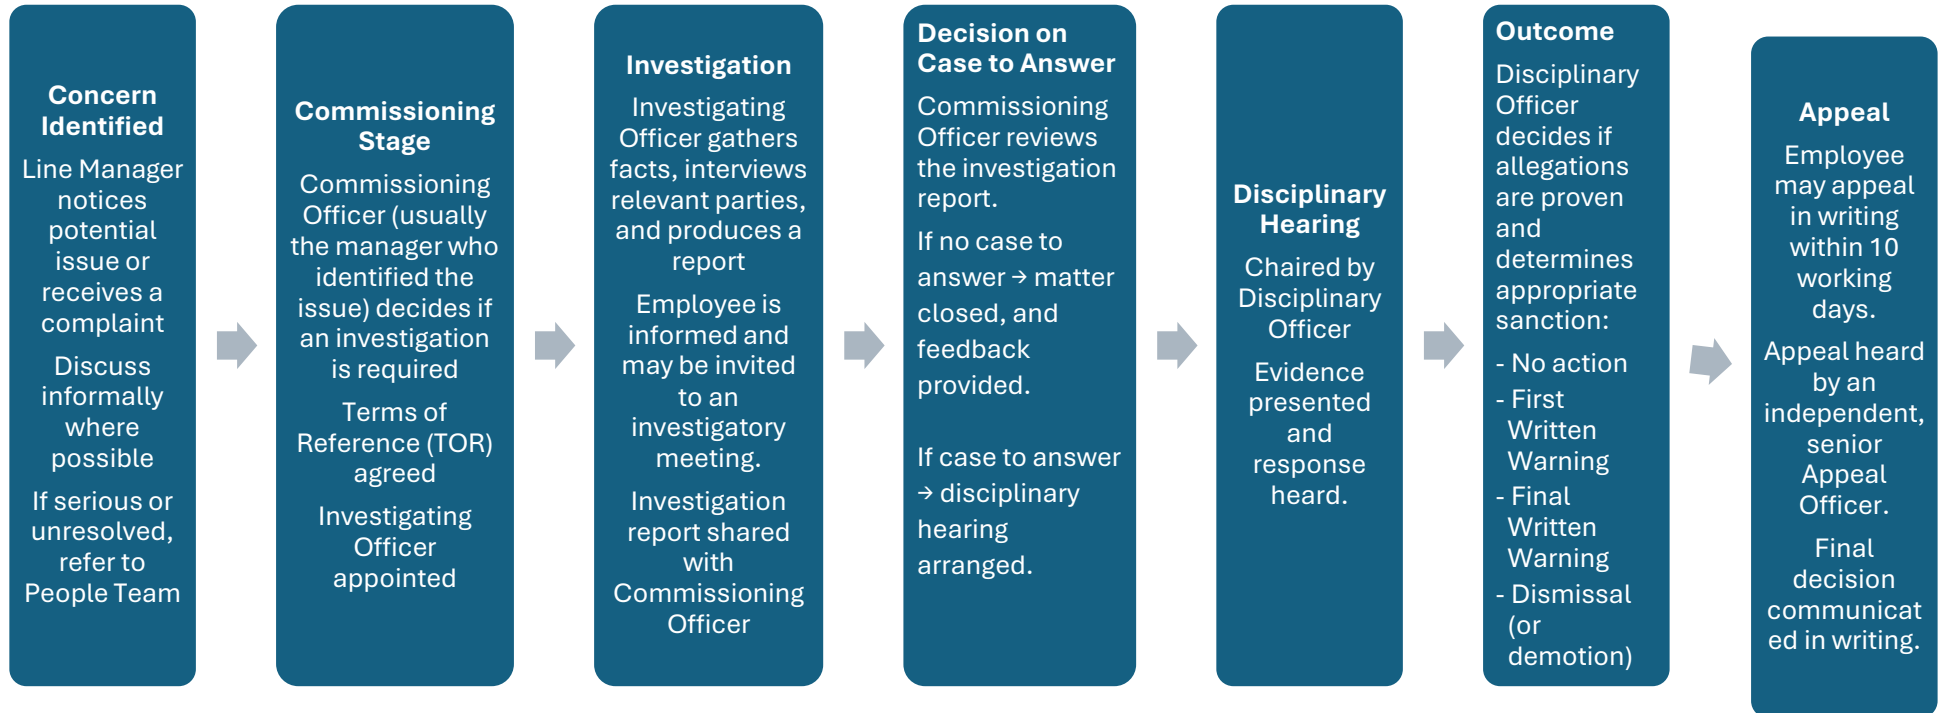 Concern
Identified
Line Manager
notices
potential
issue or
receives a
complaint
Discuss
informally
where
possible
If serious or
unresolved,
refer to
People Team
Commissioning
Stage
Commissioning
Officer (usually
the manager who
identified the
issue) decides if
an investigation
is required
Terms of
Reference (TOR)
agreed
Investigating
Officer
appointed
Investigation
Investigating
Officer gathers
facts, interviews
relevant parties,
and produces a
report
Employee is
informed and
may be invited
to an
investigatory
meeting.
Investigation
report shared
with
Commissioning
Officer
Decision on
Case to Answer
Commissioning
Officer reviews
the investigation
report.
If no case to
answer → matter
closed, and
feedback
provided.
If case to answer
→ disciplinary
hearing
arranged.
Disciplinary
Hearing
Chaired by
Disciplinary
Officer
Evidence
presented
and
response
heard.
Outcome
Disciplinary
Officer
decides if
allegations
are proven
and
determines
appropriate
sanction:
- No action
- First
Written
Warning
- Final
Written
Warning
- Dismissal
(or
demotion)
Appeal
Employee
may appeal
in writing
within 10
working
days.
Appeal heard
by an
independent,
senior
Appeal
Officer.
Final
decision
communicat
ed in writing.